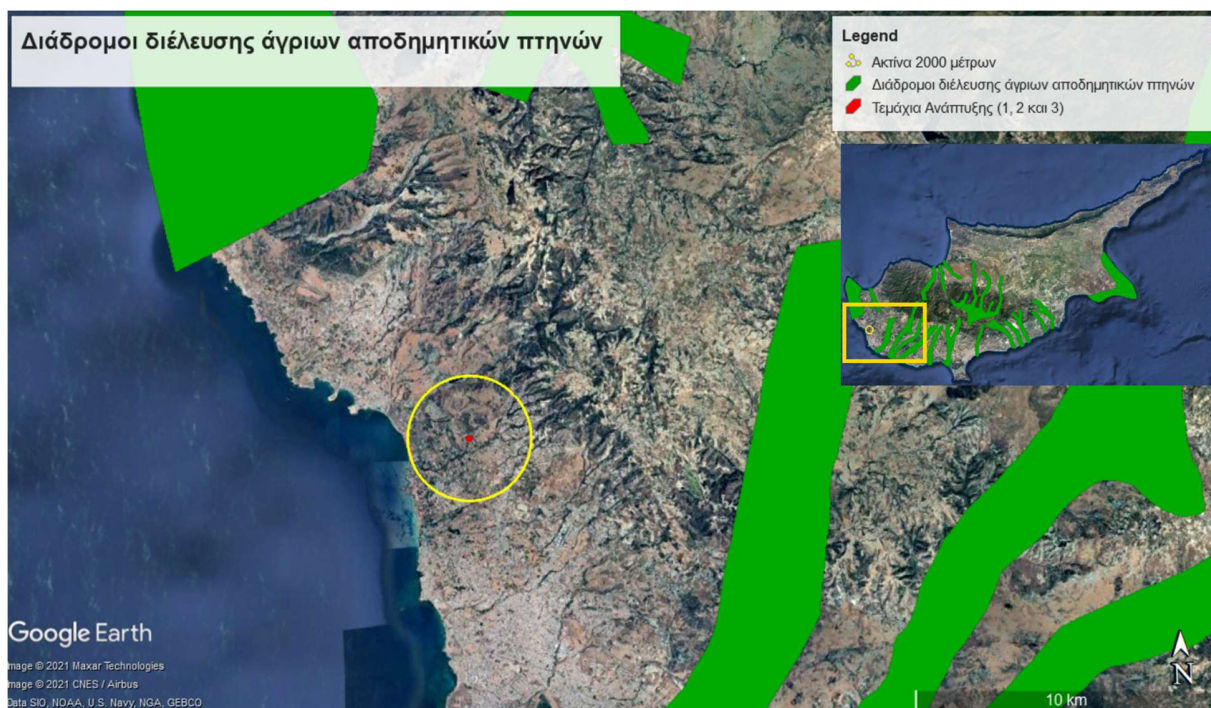 Διάδρομοι διέλευσης άγριων αποδημητικών πτηνών
Legend
Ακτίνα 2000 μέτρων
Διάδρομοι διέλευσης άγριων αποδημητικών πτηνών
Τεμάχια Ανάπτυξης (1, 2 και 3)
Google Earth
Image © 2021 Maxar Technologies
Image © 2021 CNES / Airbus
Data SIO, NOAA, U.S. Navy, NGA, GEBCO
N
10 km